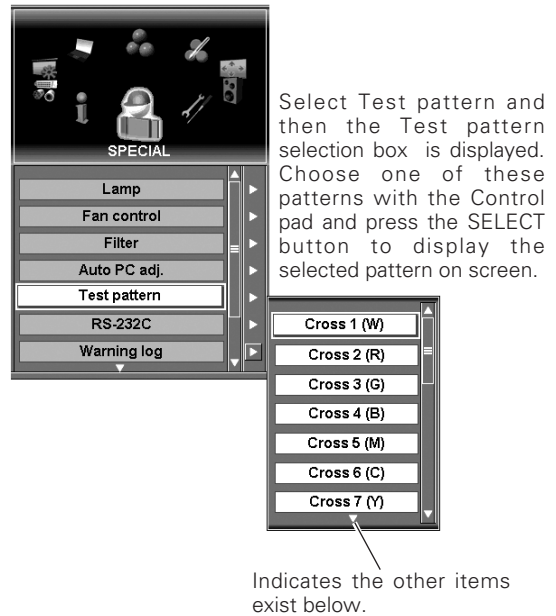 SPECIAL
Lamp
Fan control
Filter
Auto PC adj.
Test pattern
RS-232C
Warning log
Select Test pattern and
then the Test pattern
selection box is displayed.
Choose one of these
patterns with the Control
pad and press the SELECT
button to display the
selected pattern on screen.
Cross 1 (W)
Cross 2 (R)
Cross 3 (G)
Cross 4 (B)
Cross 5 (M)
Cross 6 (C)
Cross 7 (Y)
Indicates the other items
exist below.